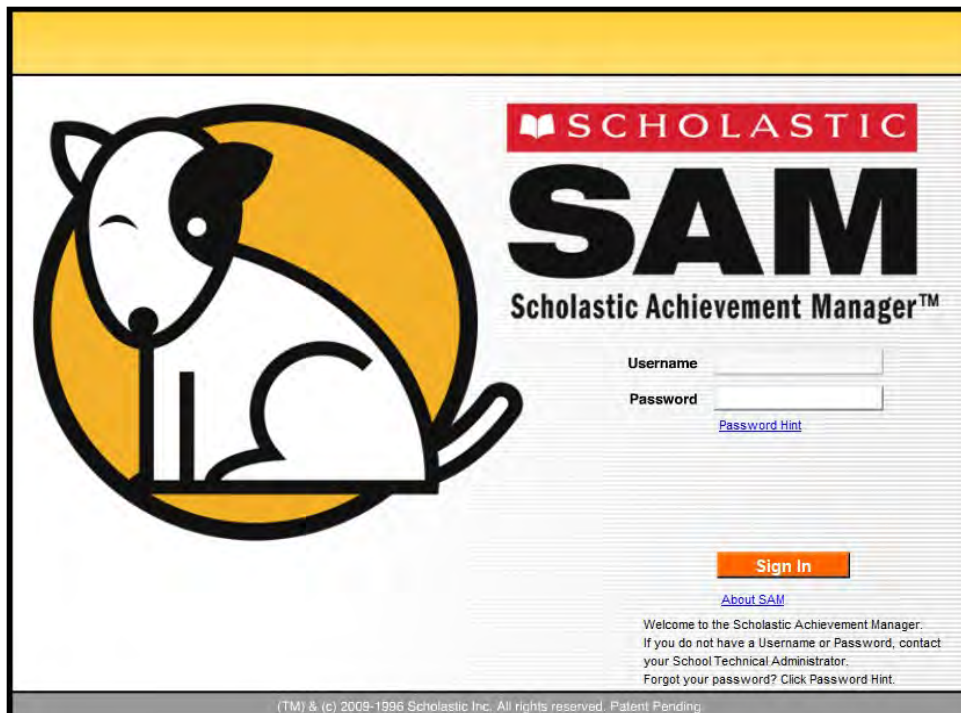 SCHOLASTIC
SAM
Scholastic Achievement Manager™
Username
Password
Password Hint
Sign In
About SAM
Welcome to the Scholastic Achievement Manager.
If you do not have a Username or Password, contact
your School Technical Administrator.
Forgot your password? Click Password Hint.
(TM) & (c) 2009-1996 Scholastic Inc. All rights reserved. Patent Pending